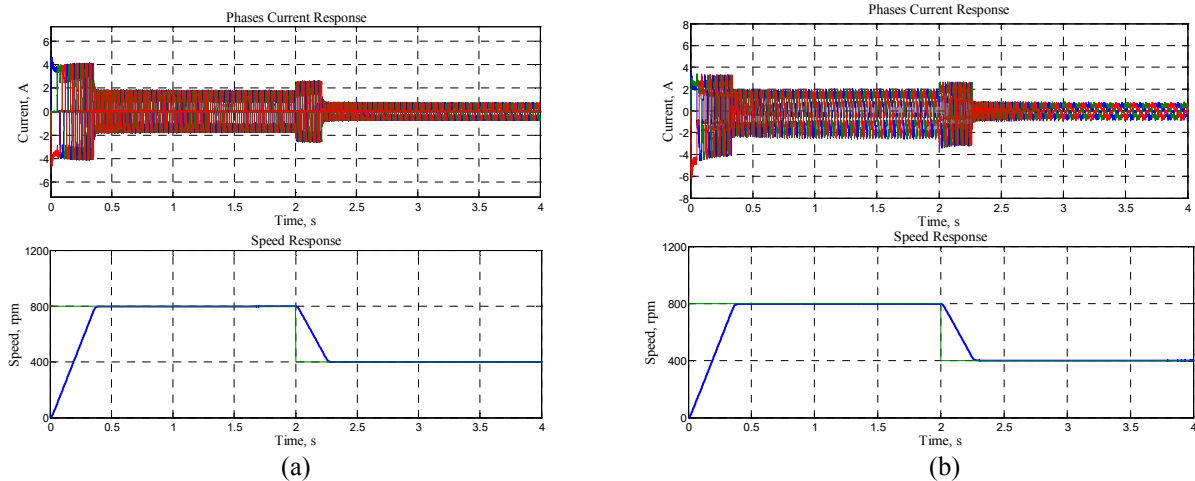 Phases Current Response
6
4
2
0
-2
-4
-6
Current, A
0 0.5 1 1.5 2 2.5 3 3.5 4
Time, s
Speed Response
1200
800
400
0
Speed, rpm
0 0.5 1 1.5 2 2.5 3 3.5 4
Time, s
(a)
Phases Current Response
8
6
4
2
0
-2
-4
-6
-8
Current, A
0 0.5 1 1.5 2 2.5 3 3.5 4
Time, s
Speed Response
1200
800
400
0
Speed, rpm
0 0.5 1 1.5 2 2.5 3 3.5 4
Time, s
(b)